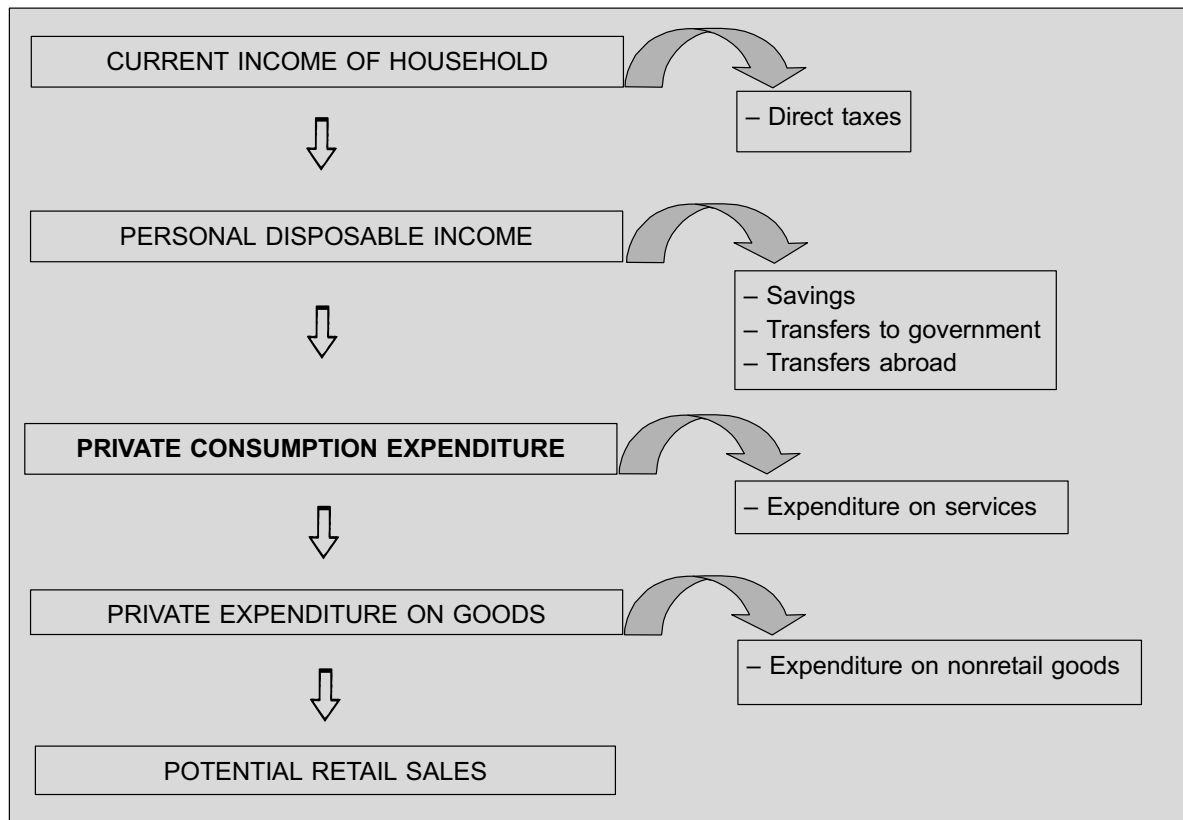 CURRENT INCOME OF HOUSEHOLD
– Direct taxes
PERSONAL DISPOSABLE INCOME
– Savings
– Transfers to government
– Transfers abroad
PRIVATE CONSUMPTION EXPENDITURE
– Expenditure on services
PRIVATE EXPENDITURE ON GOODS
– Expenditure on nonretail goods
POTENTIAL RETAIL SALES